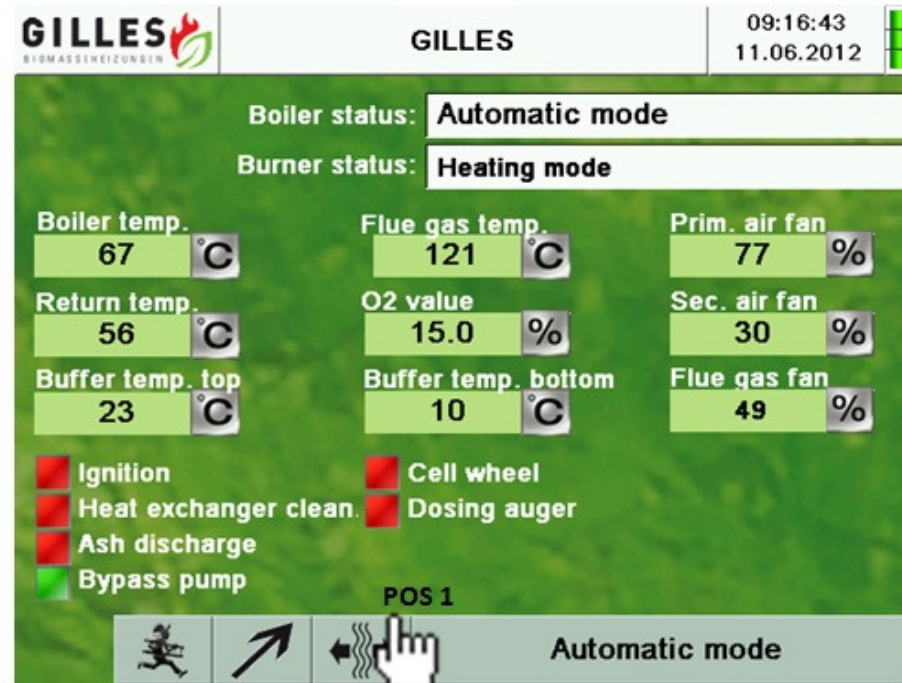 GILLES
BIOMASSEHEIZUNGEN
GILLES
09:16:43
11.06.2012
Boiler status: Automatic mode
Burner status: Heating mode
Boiler temp. Flue gas temp. Prim. air fan
67 °C 121 °C 77 %
Return temp. O2 value Sec. air fan
56 °C 15.0 % 30 %
Buffer temp. top Buffer temp. bottom Flue gas fan
23 °C 10 °C 49 %
Ignition Cell wheel
Heat exchanger clean. Dosing auger
Ash discharge
Bypass pump
POS 1
Automatic mode